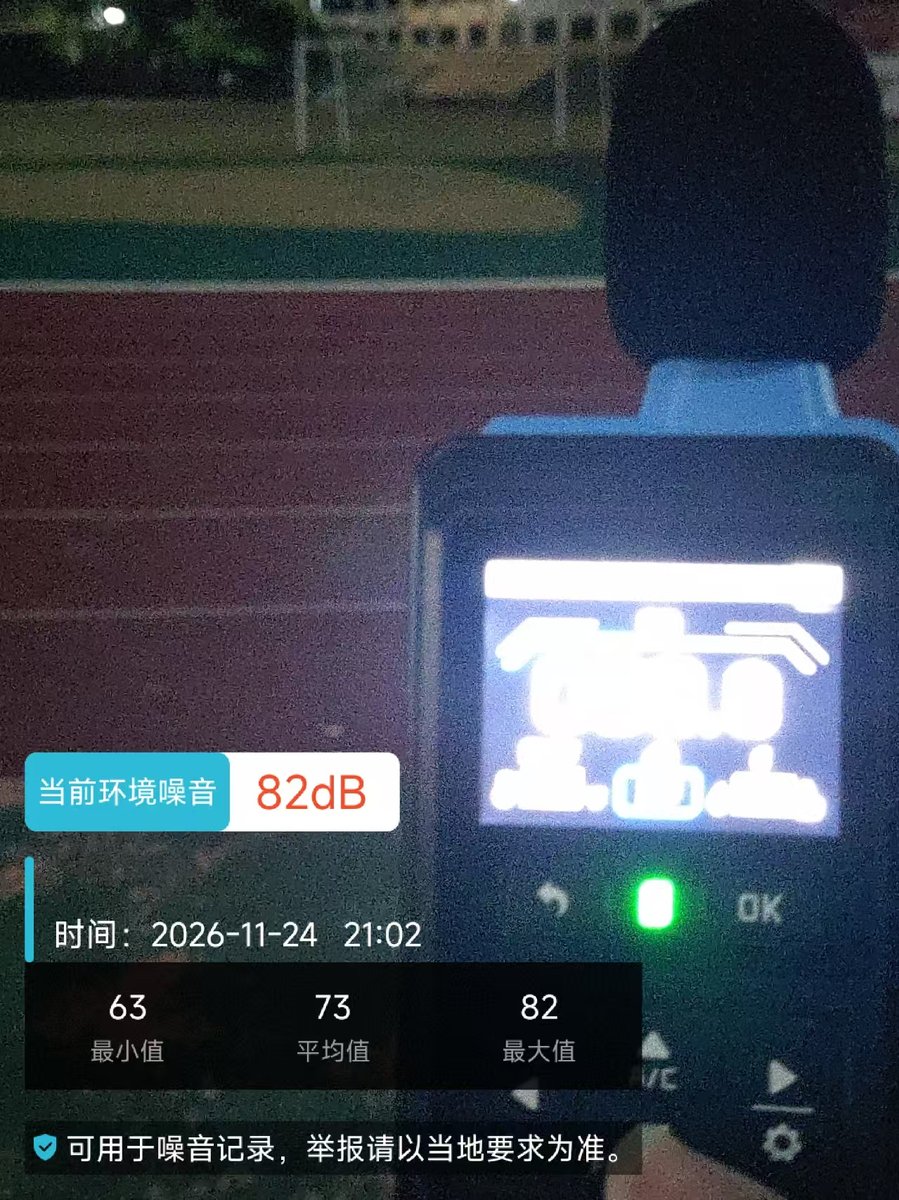 OK
当前环境噪音 82dB
时间：2026-11-24 21:02
63 73 82
最小值 平均值 最大值
可用于噪音记录，举报请以当地要求为准。